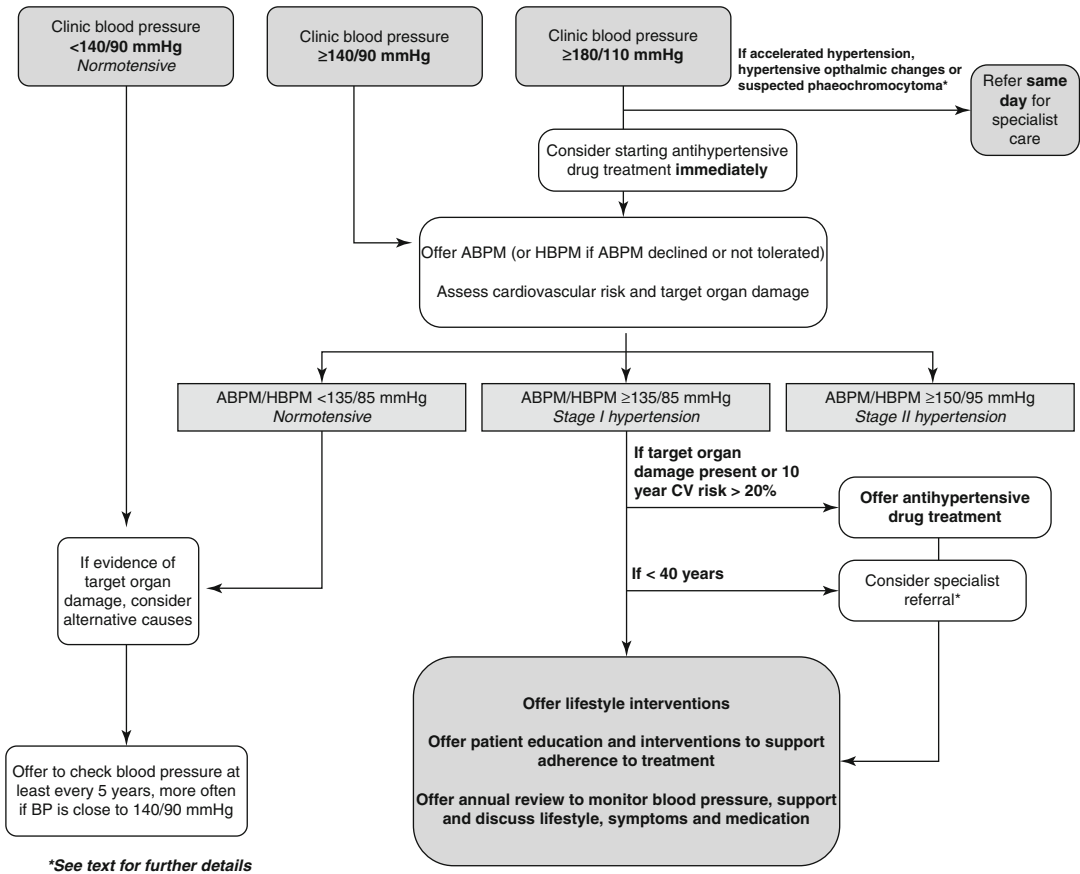 Clinic blood pressure
<140/90 mmHg
Normotensive
Clinic blood pressure
≥140/90 mmHg
Clinic blood pressure
≥180/110 mmHg
If accelerated hypertension,
hypertensive opthalmic changes or
suspected phaeochromocytoma*
Refer same
day for
specialist
care
Consider starting antihypertensive
drug treatment immediately
Offer ABPM (or HBPM if ABPM declined or not tolerated)
Assess cardiovascular risk and target organ damage
ABPM/HBPM <135/85 mmHg
Normotensive
ABPM/HBPM ≥135/85 mmHg
Stage I hypertension
ABPM/HBPM ≥150/95 mmHg
Stage II hypertension
If target organ
damage present or 10
year CV risk > 20%
Offer antihypertensive
drug treatment
If < 40 years
Consider specialist
referral*
If evidence of
target organ
damage, consider
alternative causes
Offer lifestyle interventions
Offer patient education and interventions to support
adherence to treatment
Offer annual review to monitor blood pressure, support
and discuss lifestyle, symptoms and medication
Offer to check blood pressure at
least every 5 years, more often
if BP is close to 140/90 mmHg
*See text for further details